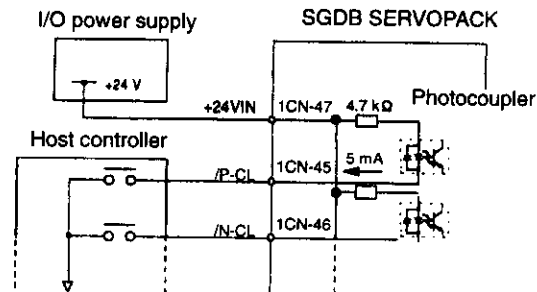 I/O power supply
SGDB SERVOPACK
+24 V
+24VIN
1CN-47
4.7 kΩ
Photocoupler
Host controller
/P-CL
1CN-45
5 mA
/N-CL
1CN-46